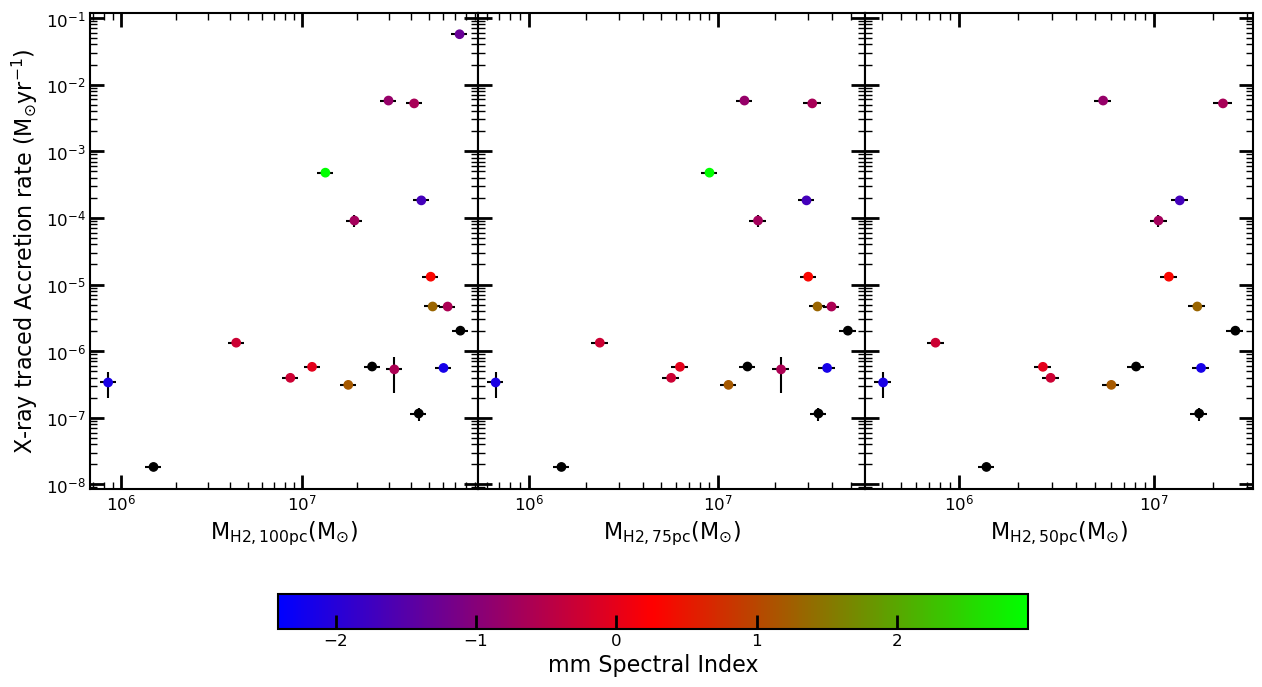 X-ray traced Accretion rate (M⊙yr⁻¹)
10⁻¹
10⁻²
10⁻³
10⁻⁴
10⁻⁵
10⁻⁶
10⁻⁷
10⁻⁸
10⁶ 10⁷ 10⁶ 10⁷ 10⁶ 10⁷
M_H2,100pc(M⊙) M_H2,75pc(M⊙) M_H2,50pc(M⊙)
−2 −1 0 1 2
mm Spectral Index